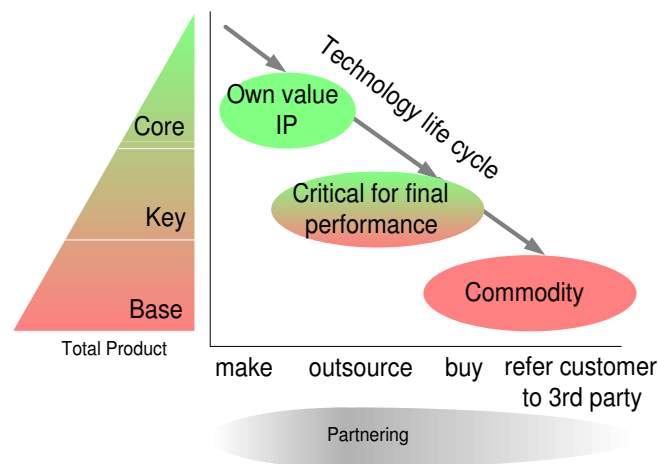 Core
Key
Base
Total Product
Own value
IP
Technology life cycle
Critical for final
performance
Commodity
make outsource buy refer customer
to 3rd party
Partnering